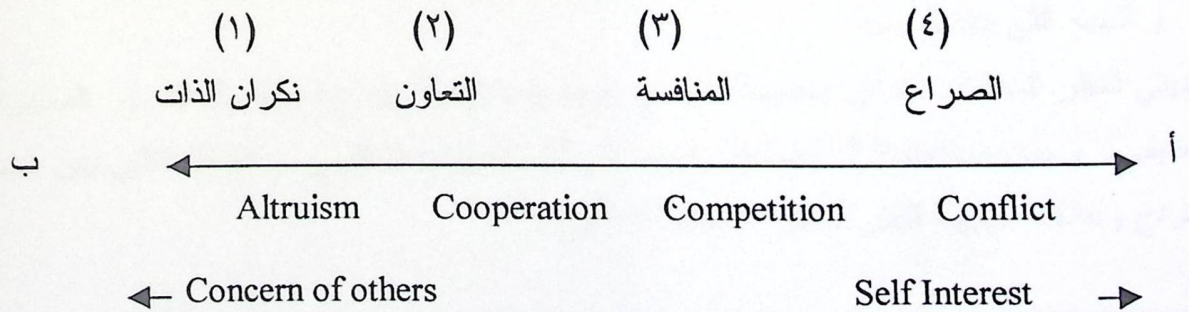 (١) (٢) (٣) (٤)
نكران الذات التعاون المنافسة الصراع
أ ب
Altruism Cooperation Competition Conflict
Concern of others Self Interest